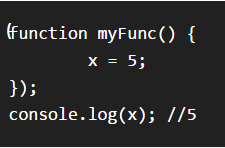 (function myFunc() {
x = 5;
});
console.log(x); //5